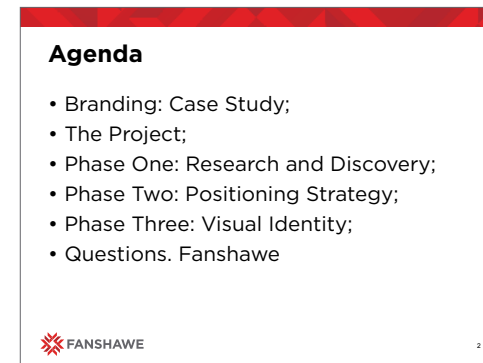 Agenda
• Branding: Case Study;
• The Project;
• Phase One: Research and Discovery;
• Phase Two: Positioning Strategy;
• Phase Three: Visual Identity;
• Questions. Fanshawe
FANSHAWE
2